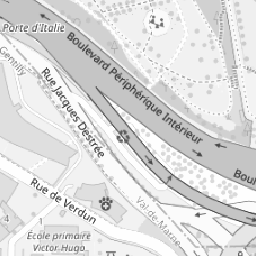 Porte d'Italie
Boulevard Périphérique Intérieur
Boul
Gentilly
Rue Jacques Destrée
Rue de Verdun
Val-de-Marne
École primaire
Victor Hugo
4